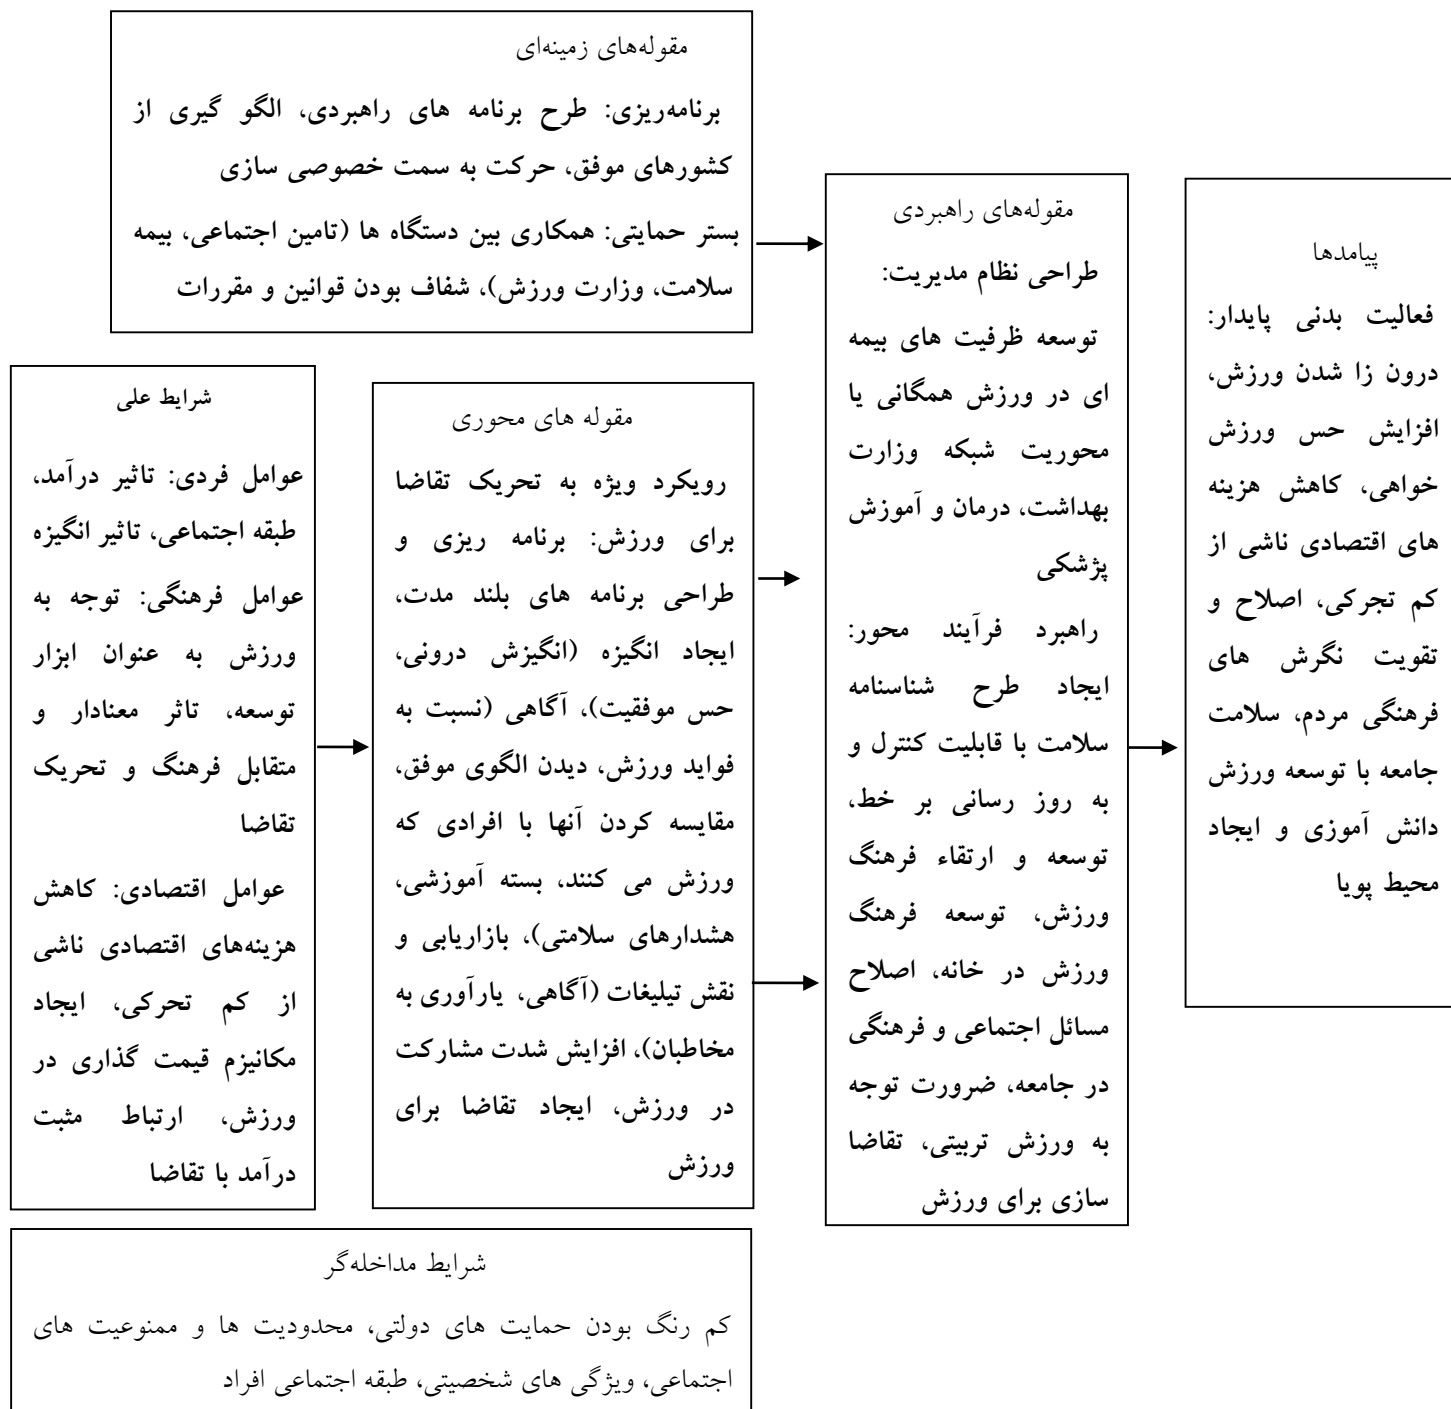 مقوله‌های زمینه‌ای
برنامه‌ریزی: طرح برنامه های راهبردی، الگو گیری از
کشورهای موفق، حرکت به سمت خصوصی سازی
بستر حمایتی: همکاری بین دستگاه ها (تامین اجتماعی، بیمه
سلامت، وزارت ورزش)، شفاف بودن قوانین و مقررات
شرایط علی
عوامل فردی: تاثیر درآمد،
طبقه اجتماعی، تاثیر انگیزه
عوامل فرهنگی: توجه به
ورزش به عنوان ابزار
توسعه، تاثر معنادار و
متقابل فرهنگ و تحریک
تقاضا
عوامل اقتصادی: کاهش
هزینه‌های اقتصادی ناشی
از کم تحرکی، ایجاد
مکانیزم قیمت گذاری در
ورزش، ارتباط مثبت
درآمد با تقاضا
مقوله های محوری
رویکرد ویژه به تحریک تقاضا
برای ورزش: برنامه ریزی و
طراحی برنامه های بلند مدت،
ایجاد انگیزه (انگیزش درونی،
حس موفقیت)، آگاهی (نسبت به
فواید ورزش، دیدن الگوی موفق،
مقایسه کردن آنها با افرادی که
ورزش می کنند، بسته آموزشی،
هشدارهای سلامتی)، بازاریابی و
نقش تیلیغات (آگاهی، یارآوری به
مخاطبان)، افزایش شدت مشارکت
در ورزش، ایجاد تقاضا برای
ورزش
مقوله‌های راهبردی
طراحی نظام مدیریت:
توسعه ظرفیت های بیمه
ای در ورزش همگانی یا
محوریت شبکه وزارت
بهداشت، درمان و آموزش
پژشکی
راهبرد فرآیند محور:
ایجاد طرح شناسنامه
سلامت با قابلیت کنترل و
به روز رسانی بر خط،
توسعه و ارتقاء فرهنگ
ورزش، توسعه فرهنگ
ورزش در خانه، اصلاح
مسائل اجتماعی و فرهنگی
در جامعه، ضرورت توجه
به ورزش تربیتی، تقاضا
سازی برای ورزش
پیامدها
فعالیت بدنی پایدار:
درون زا شدن ورزش،
افزایش حس ورزش
خواهی، کاهش هزینه
های اقتصادی ناشی از
کم تجرکی، اصلاح و
تقویت نگرش های
فرهنگی مردم، سلامت
جامعه با توسعه ورزش
دانش آموزی و ایجاد
محیط پویا
شرایط مداخله‌گر
کم رنگ بودن حمایت های دولتی، محدودیت ها و ممنوعیت های
اجتماعی، ویژگی های شخصیتی، طبقه اجتماعی افراد